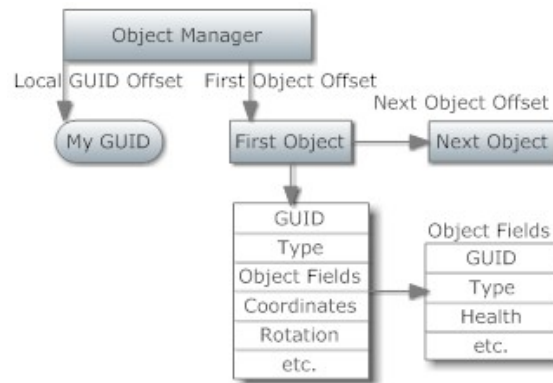 Object Manager
Local GUID Offset
First Object Offset
Next Object Offset
My GUID
First Object
Next Object
GUID
Type
Object Fields
Coordinates
Rotation
etc.
Object Fields
GUID
Type
Health
etc.